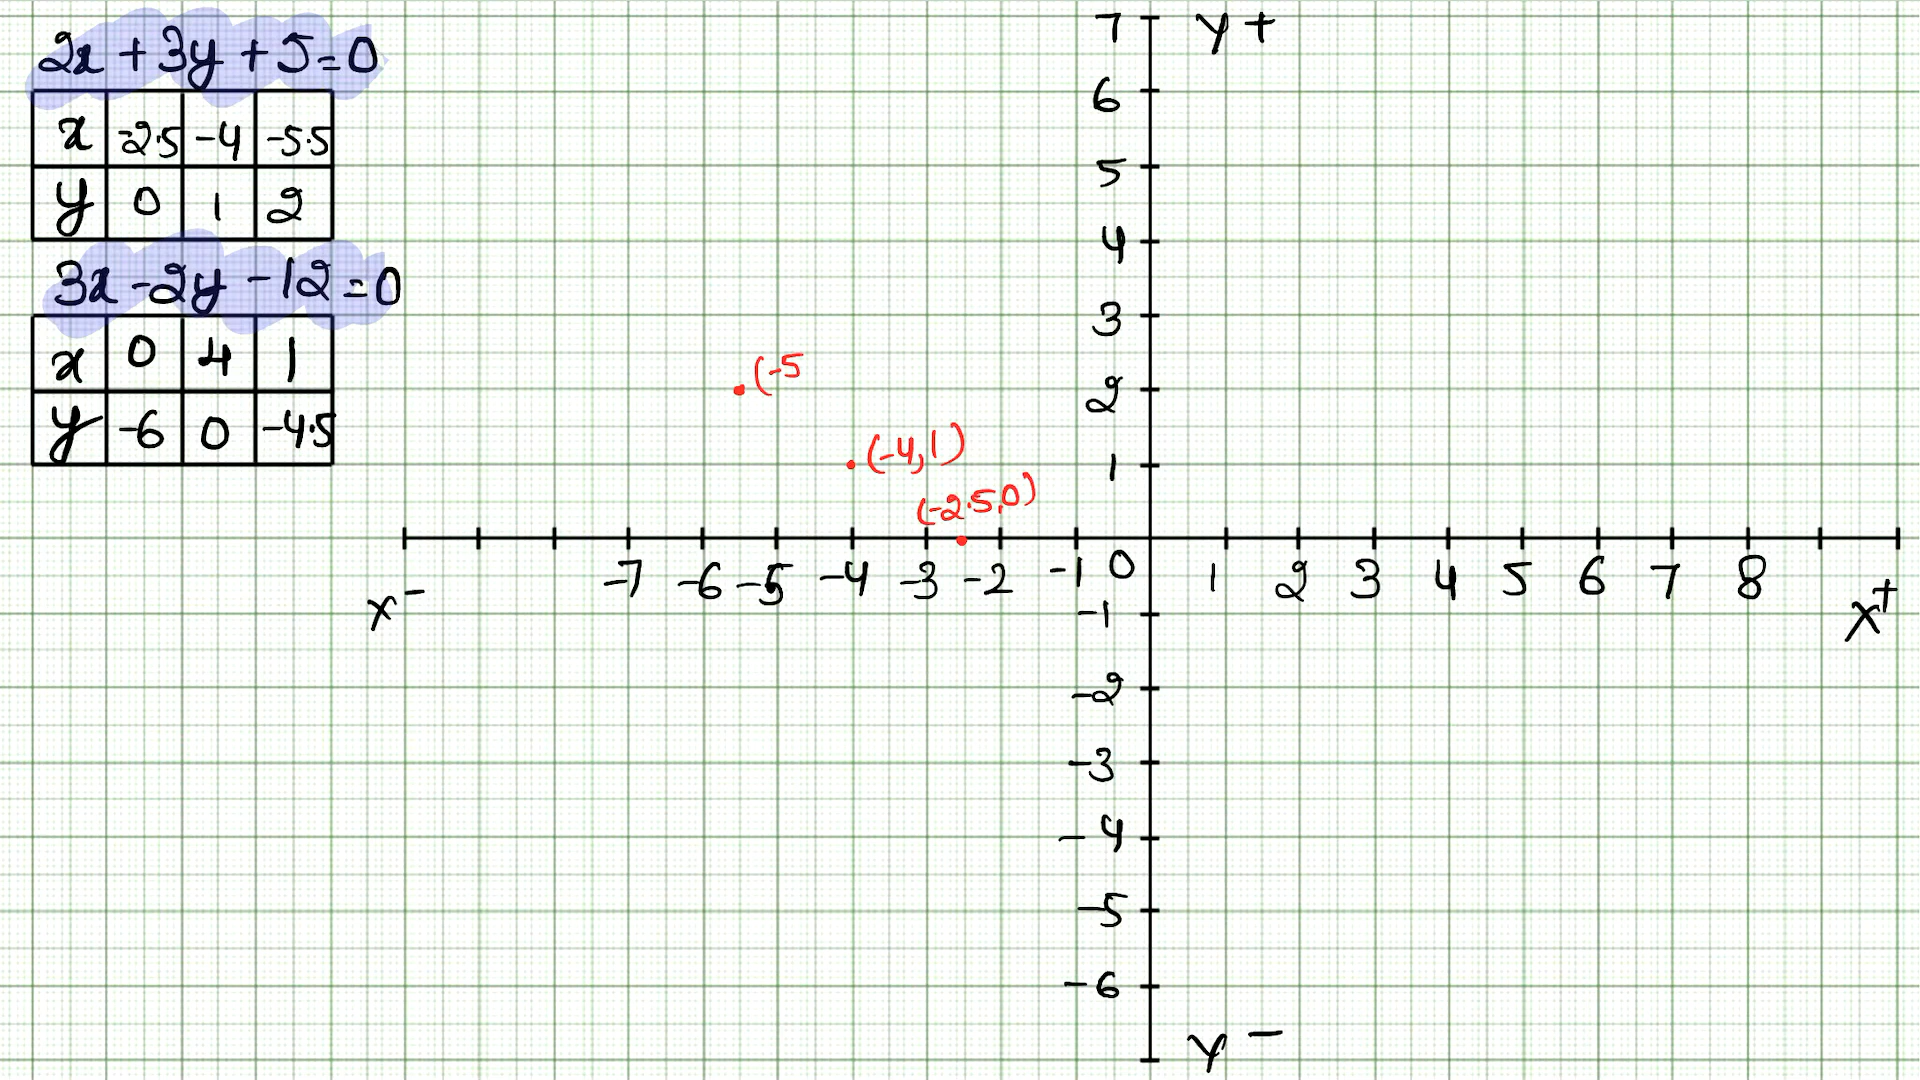 2x + 3y + 5 = 0
x -2.5 -4 -5.5
y 0 1 2
3x - 2y - 12 = 0
x 0 4 1
y -6 0 -4.5
y+
7
6
5
4
3
2
1
(-5
(-4,1)
(-2.5,0)
-7 -6 -5 -4 -3 -2 -1 0 1 2 3 4 5 6 7 8
x- x+
-1
-2
-3
-4
-5
-6
y-